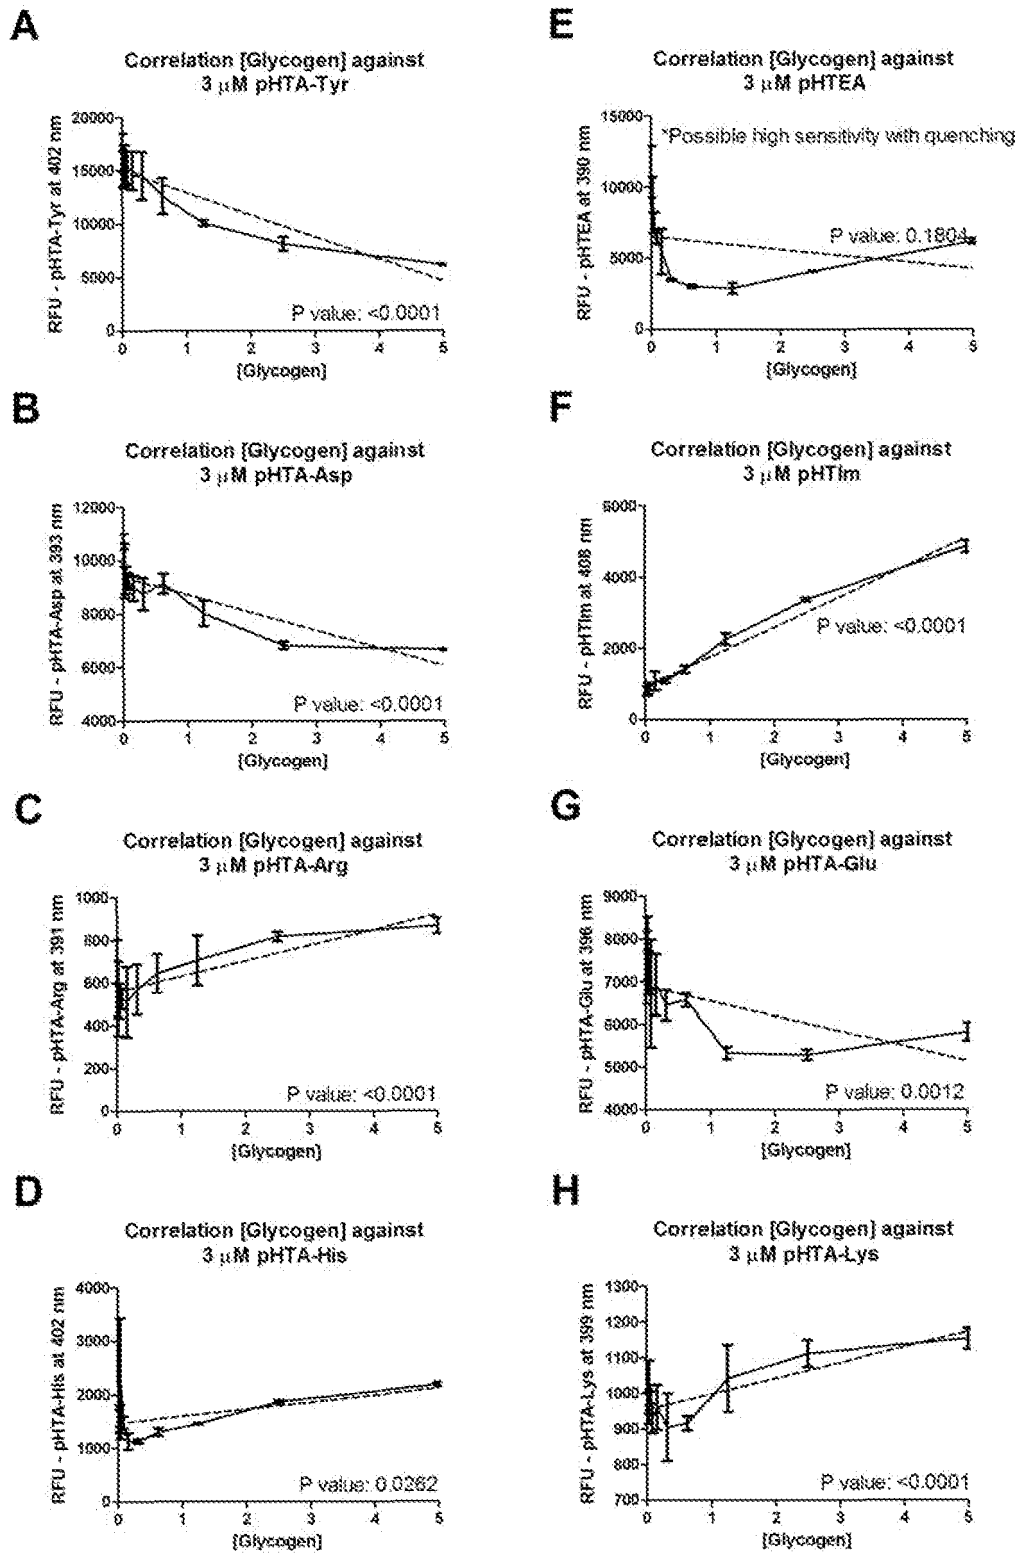 A
Correlation [Glycogen] against
3 μM pHTA-Tyr
RFU - pHTA-Tyr at 402 nm
20000
15000
10000
5000
0
0 1 2 3 4 5
[Glycogen]
P value: <0.0001
B
Correlation [Glycogen] against
3 μM pHTA-Asp
RFU - pHTA-Asp at 393 nm
12000
10000
8000
6000
4000
0 1 2 3 4 5
[Glycogen]
P value: <0.0001
C
Correlation [Glycogen] against
3 μM pHTA-Arg
RFU - pHTA-Arg at 391 nm
1000
800
600
400
200
0
0 1 2 3 4 5
[Glycogen]
P value: <0.0001
D
Correlation [Glycogen] against
3 μM pHTA-His
RFU - pHTA-His at 402 nm
4000
3000
2000
1000
0
0 1 2 3 4 5
[Glycogen]
P value: 0.0262
E
Correlation [Glycogen] against
3 μM pHTEA
RFU - pHTEA at 390 nm
15000
10000
5000
0
*Possible high sensitivity with quenching
P value: 0.1804
0 1 2 3 4 5
[Glycogen]
F
Correlation [Glycogen] against
3 μM pHTIm
RFU - pHTIm at 408 nm
6000
4000
2000
0
P value: <0.0001
0 1 2 3 4 5
[Glycogen]
G
Correlation [Glycogen] against
3 μM pHTA-Glu
RFU - pHTA-Glu at 396 nm
9000
8000
7000
6000
5000
4000
P value: 0.0012
0 1 2 3 4 5
[Glycogen]
H
Correlation [Glycogen] against
3 μM pHTA-Lys
RFU - pHTA-Lys at 399 nm
1300
1200
1100
1000
900
800
700
P value: <0.0001
0 1 2 3 4 5
[Glycogen]